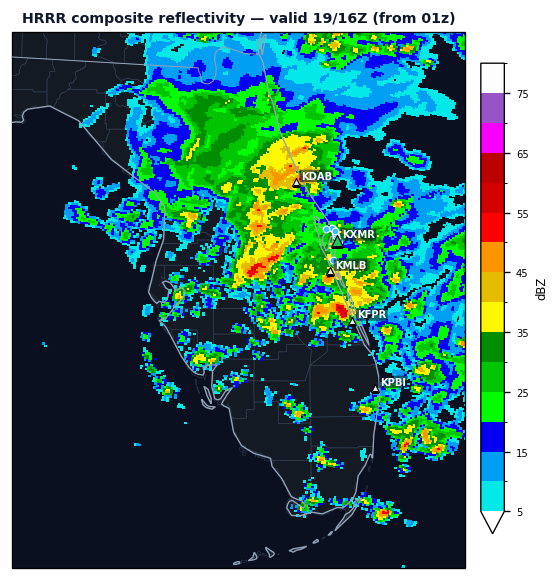 HRRR composite reflectivity — valid 19/16Z (from 01z)
KDAB
KXMR
KMLB
KFPR
KPBI
75
65
55
45
35
25
15
5
dBZ